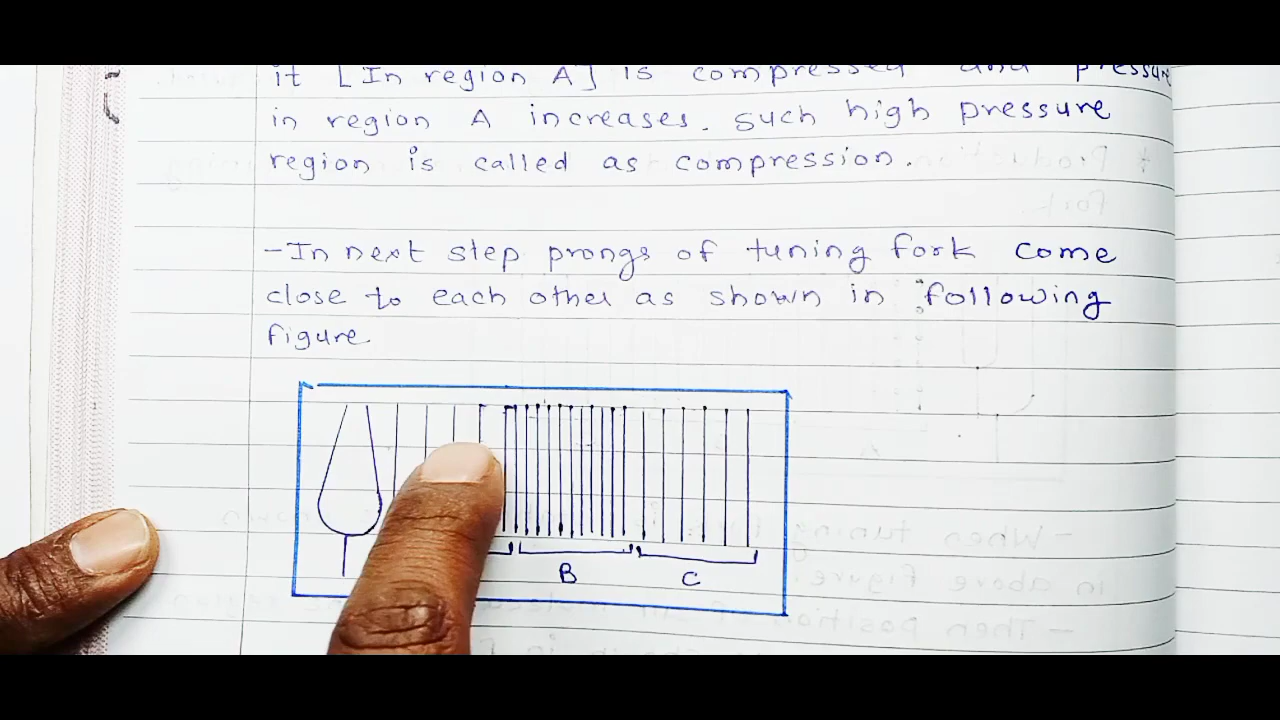 it [In region A] is compressed and pressure
in region A increases. Such high pressure
region is called as compression.
- In next step prongs of tuning fork come
close to each other as shown in following
figure
B
C